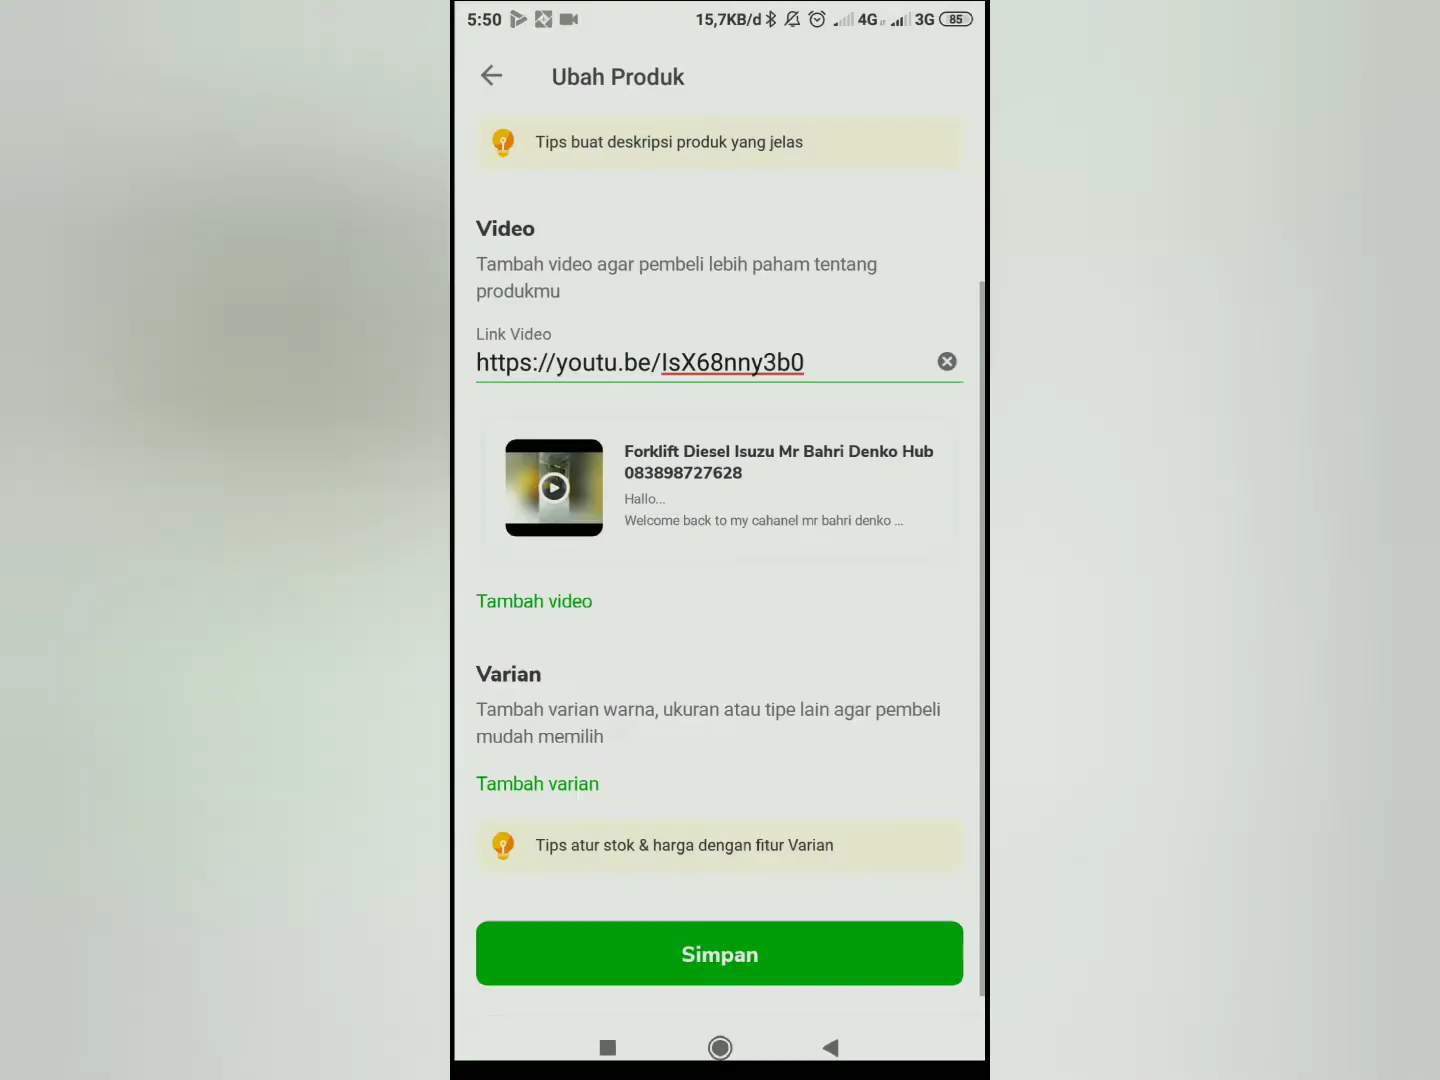 5:50 15,7KB/d 4G 3G 85
Ubah Produk
Tips buat deskripsi produk yang jelas
Video
Tambah video agar pembeli lebih paham tentang
produkmu
Link Video
https://youtu.be/IsX68nny3b0
Forklift Diesel Isuzu Mr Bahri Denko Hub
083898727628
Hallo...
Welcome back to my cahanel mr bahri denko ...
Tambah video
Varian
Tambah varian warna, ukuran atau tipe lain agar pembeli
mudah memilih
Tambah varian
Tips atur stok & harga dengan fitur Varian
Simpan